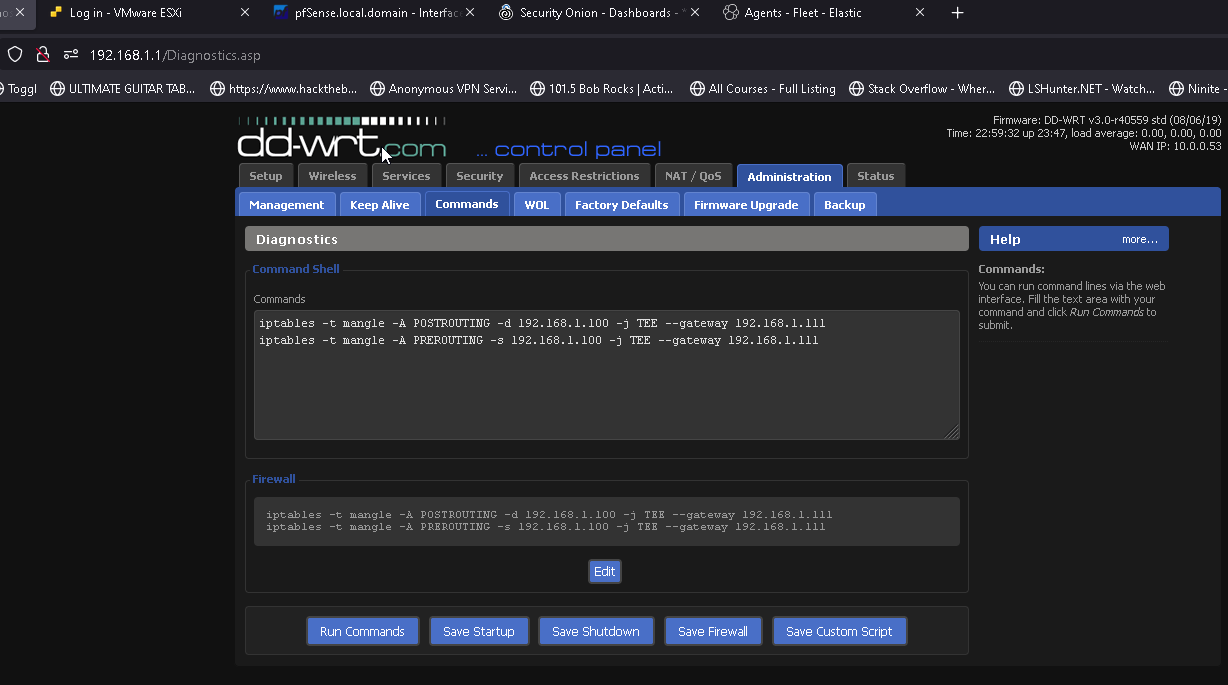 Log in - VMware ESXi
pfSense.local.domain - Interfac
Security Onion - Dashboards -
Agents - Fleet - Elastic
192.168.1.1/Diagnostics.asp
Toggl
ULTIMATE GUITAR TAB...
https://www.hacktheb...
Anonymous VPN Servi...
101.5 Bob Rocks | Acti...
All Courses - Full Listing
Stack Overflow - Wher...
LSHunter.NET - Watch...
Ninite -
dd-wrt.com ... control panel
Firmware: DD-WRT v3.0-r40559 std (08/06/19)
Time: 22:59:32 up 23:47, load average: 0.00, 0.00, 0.00
WAN IP: 10.0.0.53
Setup
Wireless
Services
Security
Access Restrictions
NAT / QoS
Administration
Status
Management
Keep Alive
Commands
WOL
Factory Defaults
Firmware Upgrade
Backup
Diagnostics
Command Shell
Commands
iptables -t mangle -A POSTROUTING -d 192.168.1.100 -j TEE --gateway 192.168.1.111
iptables -t mangle -A PREROUTING -s 192.168.1.100 -j TEE --gateway 192.168.1.111
Firewall
iptables -t mangle -A POSTROUTING -d 192.168.1.100 -j TEE --gateway 192.168.1.111
iptables -t mangle -A PREROUTING -s 192.168.1.100 -j TEE --gateway 192.168.1.111
Edit
Run Commands
Save Startup
Save Shutdown
Save Firewall
Save Custom Script
Help
more...
Commands:
You can run command lines via the web
interface. Fill the text area with your
command and click Run Commands to
submit.